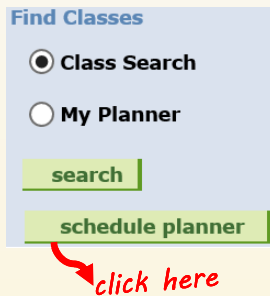 Find Classes
Class Search
My Planner
search
schedule planner
click here